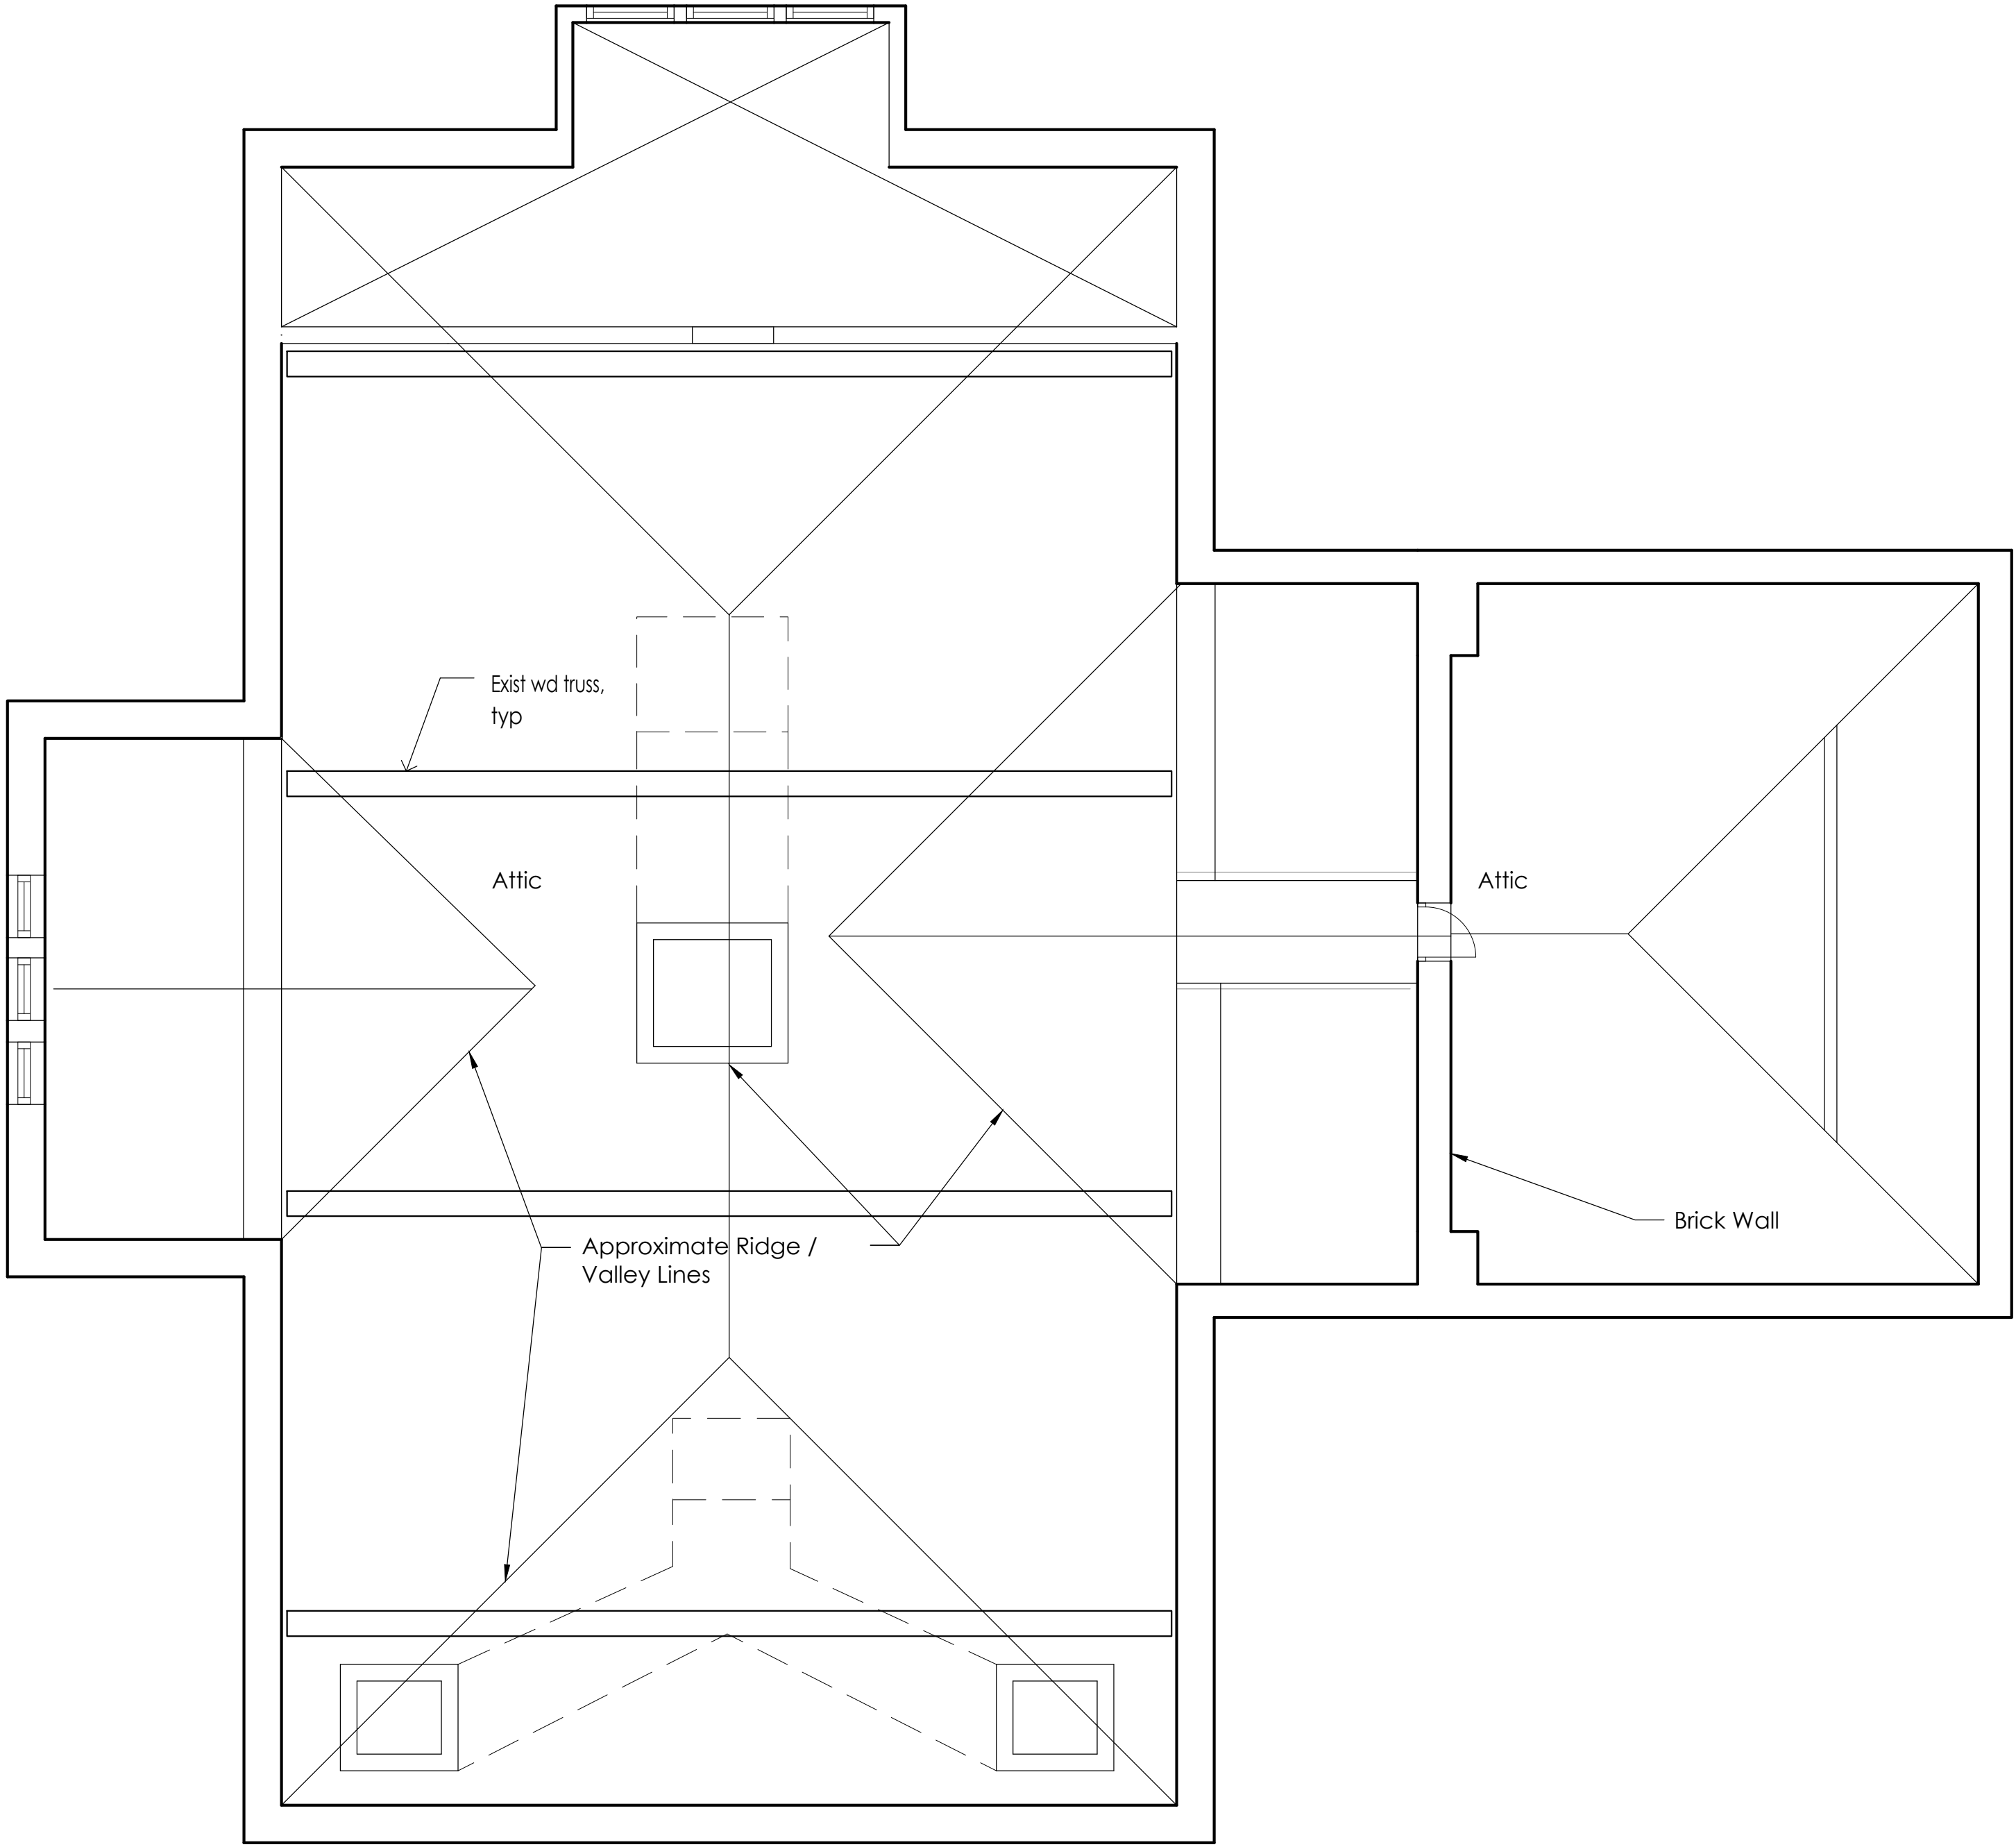 Exist wd truss,
typ
Attic
Attic
Brick Wall
Approximate Ridge /
Valley Lines